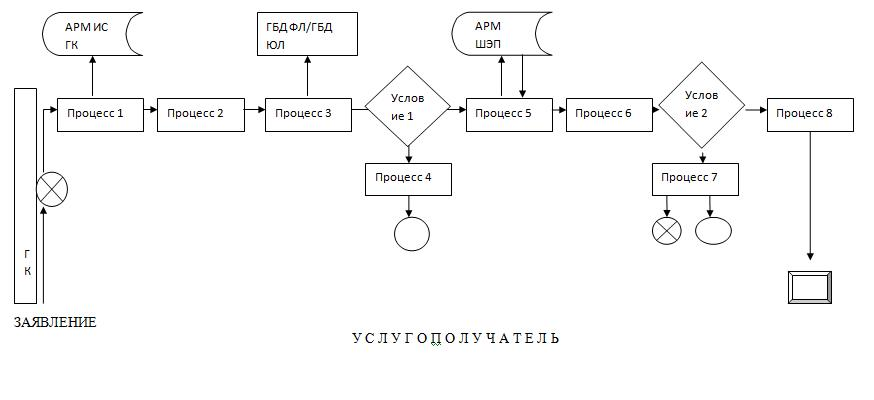 АРМ ИС
ГК
ГБД ФЛ/ГБД
ЮЛ
АРМ
ШЭП
Процесс 1
Процесс 2
Процесс 3
Услов
ие 1
Процесс 5
Процесс 6
Услов
ие 2
Процесс 8
Процесс 4
Процесс 7
Г
К
ЗАЯВЛЕНИЕ
У С Л У Г О П О Л У Ч А Т Е Л Ь